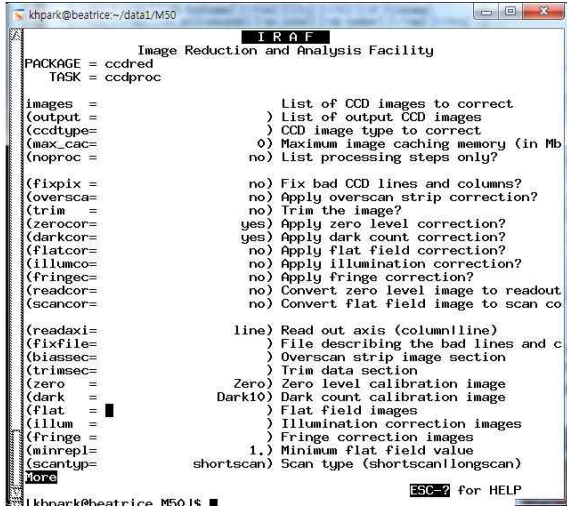 khpark@beatrice:~/data1/M50
I R A F
Image Reduction and Analysis Facility
PACKAGE = ccdred
TASK = ccdproc
images = List of CCD images to correct
(output = ) List of output CCD images
(ccdtype= ) CCD image type to correct
(max_cac= 0) Maximum image caching memory (in Mb
(noproc = no) List processing steps only?
(fixpix = no) Fix bad CCD lines and columns?
(oversca= no) Apply overscan strip correction?
(trim = no) Trim the image?
(zerocor= yes) Apply zero level correction?
(darkcor= yes) Apply dark count correction?
(flatcor= no) Apply flat field correction?
(illumco= no) Apply illumination correction?
(fringec= no) Apply fringe correction?
(readcor= no) Convert zero level image to readout
(scancor= no) Convert flat field image to scan co
(readaxi= line) Read out axis (column|line)
(fixfile= ) File describing the bad lines and c
(biassec= ) Overscan strip image section
(trimsec= ) Trim data section
(zero = Zero) Zero level calibration image
(dark = Dark10) Dark count calibration image
(flat = ) Flat field images
(illum = ) Illumination correction images
(fringe = ) Fringe correction images
(minrepl= 1.) Minimum flat field value
(scantyp= shortscan) Scan type (shortscan|longscan)
More
ESC-? for HELP
[khpark@beatrice M50]$